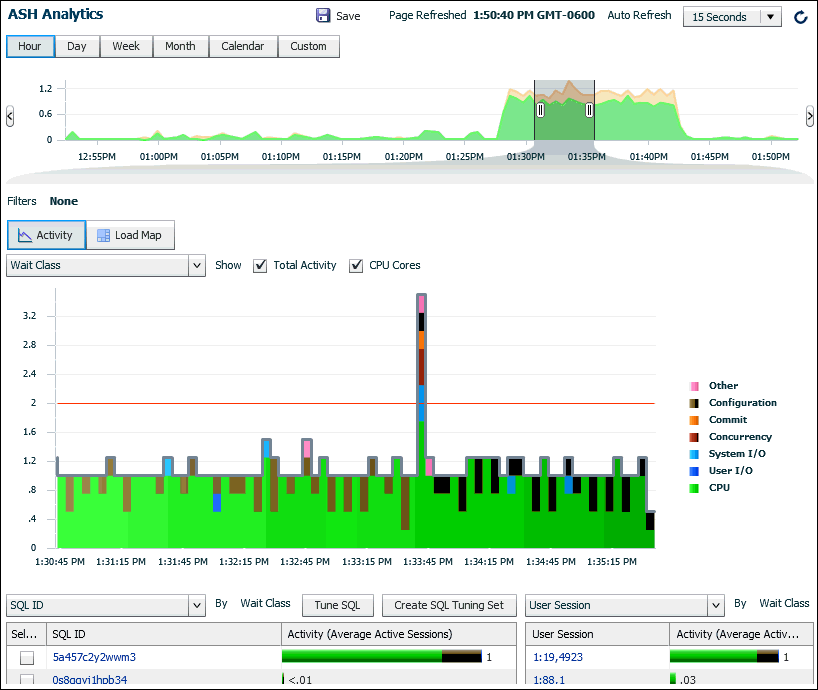 ASH Analytics Save Page Refreshed 1:50:40 PM GMT-0600 Auto Refresh 15 Seconds
Hour Day Week Month Calendar Custom
1.2
0.6
0
12:55PM 01:00PM 01:05PM 01:10PM 01:15PM 01:20PM 01:25PM 01:30PM 01:35PM 01:40PM 01:45PM 01:50PM
Filters None
Activity Load Map
Wait Class Show Total Activity CPU Cores
3.2
2.8
2.4
2
1.6
1.2
.8
.4
0
1:30:45 PM 1:31:15 PM 1:31:45 PM 1:32:15 PM 1:32:45 PM 1:33:15 PM 1:33:45 PM 1:34:15 PM 1:34:45 PM 1:35:15 PM
Other
Configuration
Commit
Concurrency
System I/O
User I/O
CPU
SQL ID By Wait Class Tune SQL Create SQL Tuning Set User Session By Wait Class
Sel... SQL ID Activity (Average Active Sessions) User Session Activity (Average Activ...
5a457c2y2wwm3 1 1:19,4923 1
<.01 1:88.1 .03